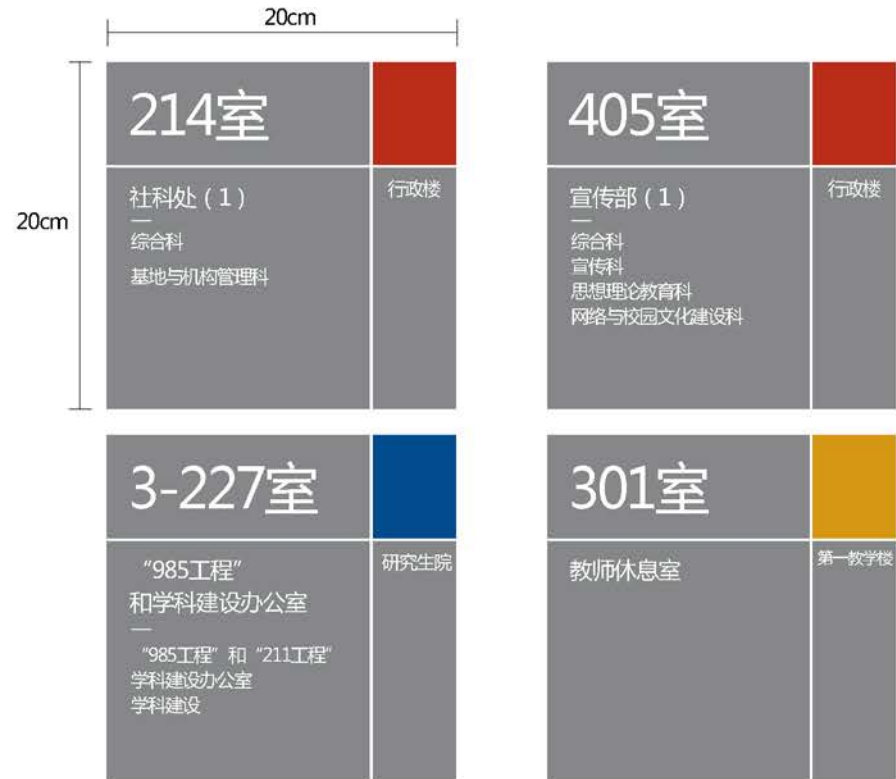 20cm
20cm
214室
社科处（1）
综合科
基地与机构管理科
行政楼
405室
宣传部（1）
综合科
宣传科
思想理论教育科
网络与校园文化建设科
行政楼
3-227室
“985工程”
和学科建设办公室
“985工程”和“211工程”
学科建设办公室
学科建设
研究生院
301室
教师休息室
第一教学楼